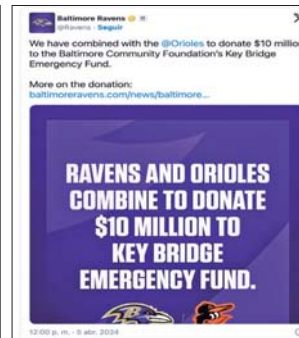 Baltimore Ravens
@Ravens · Seguir
We have combined with the @Orioles to donate $10 millio
to the Baltimore Community Foundation's Key Bridge
Emergency Fund.
More on the donation:
baltimoreravens.com/news/baltimore...
RAVENS AND ORIOLES
COMBINE TO DONATE
$10 MILLION TO
KEY BRIDGE
EMERGENCY FUND.
12:00 p. m. · 5 abr. 2024